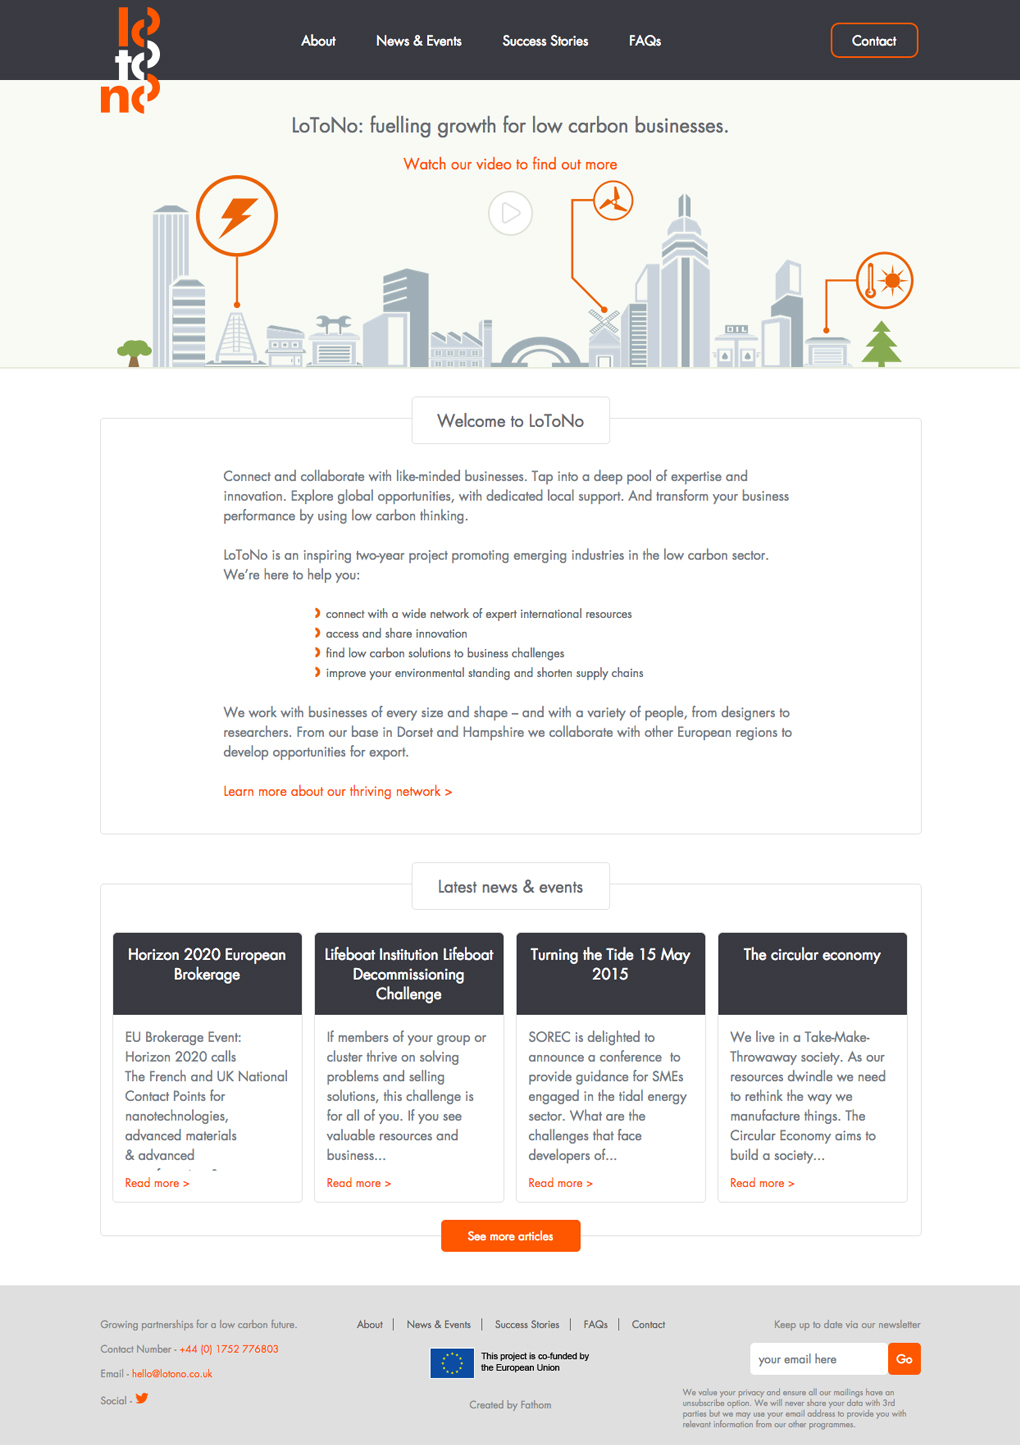 lo
to
no
About News & Events Success Stories FAQs Contact
LoToNo: fuelling growth for low carbon businesses.
Watch our video to find out more
OIL
Welcome to LoToNo
Connect and collaborate with like-minded businesses. Tap into a deep pool of expertise and
innovation. Explore global opportunities, with dedicated local support. And transform your business
performance by using low carbon thinking.
LoToNo is an inspiring two-year project promoting emerging industries in the low carbon sector.
We're here to help you:
connect with a wide network of expert international resources
access and share innovation
find low carbon solutions to business challenges
improve your environmental standing and shorten supply chains
We work with businesses of every size and shape – and with a variety of people, from designers to
researchers. From our base in Dorset and Hampshire we collaborate with other European regions to
develop opportunities for export.
Learn more about our thriving network >
Latest news & events
Horizon 2020 European
Brokerage
EU Brokerage Event:
Horizon 2020 calls
The French and UK National
Contact Points for
nanotechnologies,
advanced materials
& advanced
Read more >
Lifeboat Institution Lifeboat
Decommissioning
Challenge
If members of your group or
cluster thrive on solving
problems and selling
solutions, this challenge is
for all of you. If you see
valuable resources and
business...
Read more >
Turning the Tide 15 May
2015
SOREC is delighted to
announce a conference to
provide guidance for SMEs
engaged in the tidal energy
sector. What are the
challenges that face
developers of...
Read more >
The circular economy
We live in a Take-Make-
Throwaway society. As our
resources dwindle we need
to rethink the way we
manufacture things. The
Circular Economy aims to
build a society...
Read more >
See more articles
Growing partnerships for a low carbon future.
Contact Number - +44 (0) 1752 776803
Email - hello@lotono.co.uk
Social -
About | News & Events | Success Stories | FAQs | Contact
This project is co-funded by
the European Union
Created by Fathom
Keep up to date via our newsletter
your email here Go
We value your privacy and ensure all our mailings have an
unsubscribe option. We will never share your data with 3rd
parties but we may use your email address to provide you with
relevant information from our other programmes.